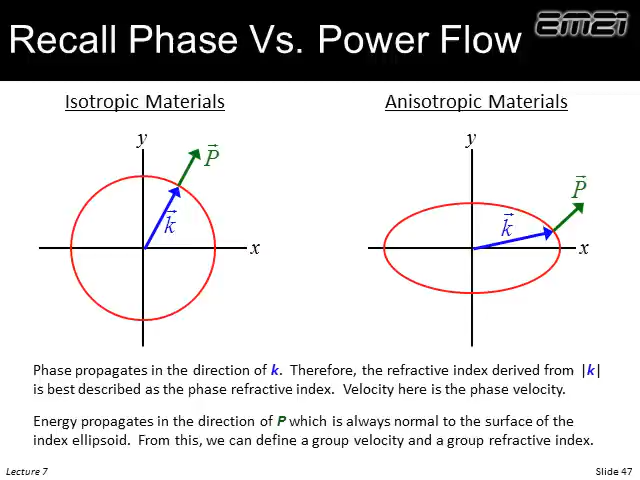 Recall Phase Vs. Power Flow
EM21
Isotropic Materials
Anisotropic Materials
y
P
k
x
y
P
k
x
Phase propagates in the direction of k. Therefore, the refractive index derived from |k|
is best described as the phase refractive index. Velocity here is the phase velocity.
Energy propagates in the direction of P which is always normal to the surface of the
index ellipsoid. From this, we can define a group velocity and a group refractive index.
Lecture 7
Slide 47